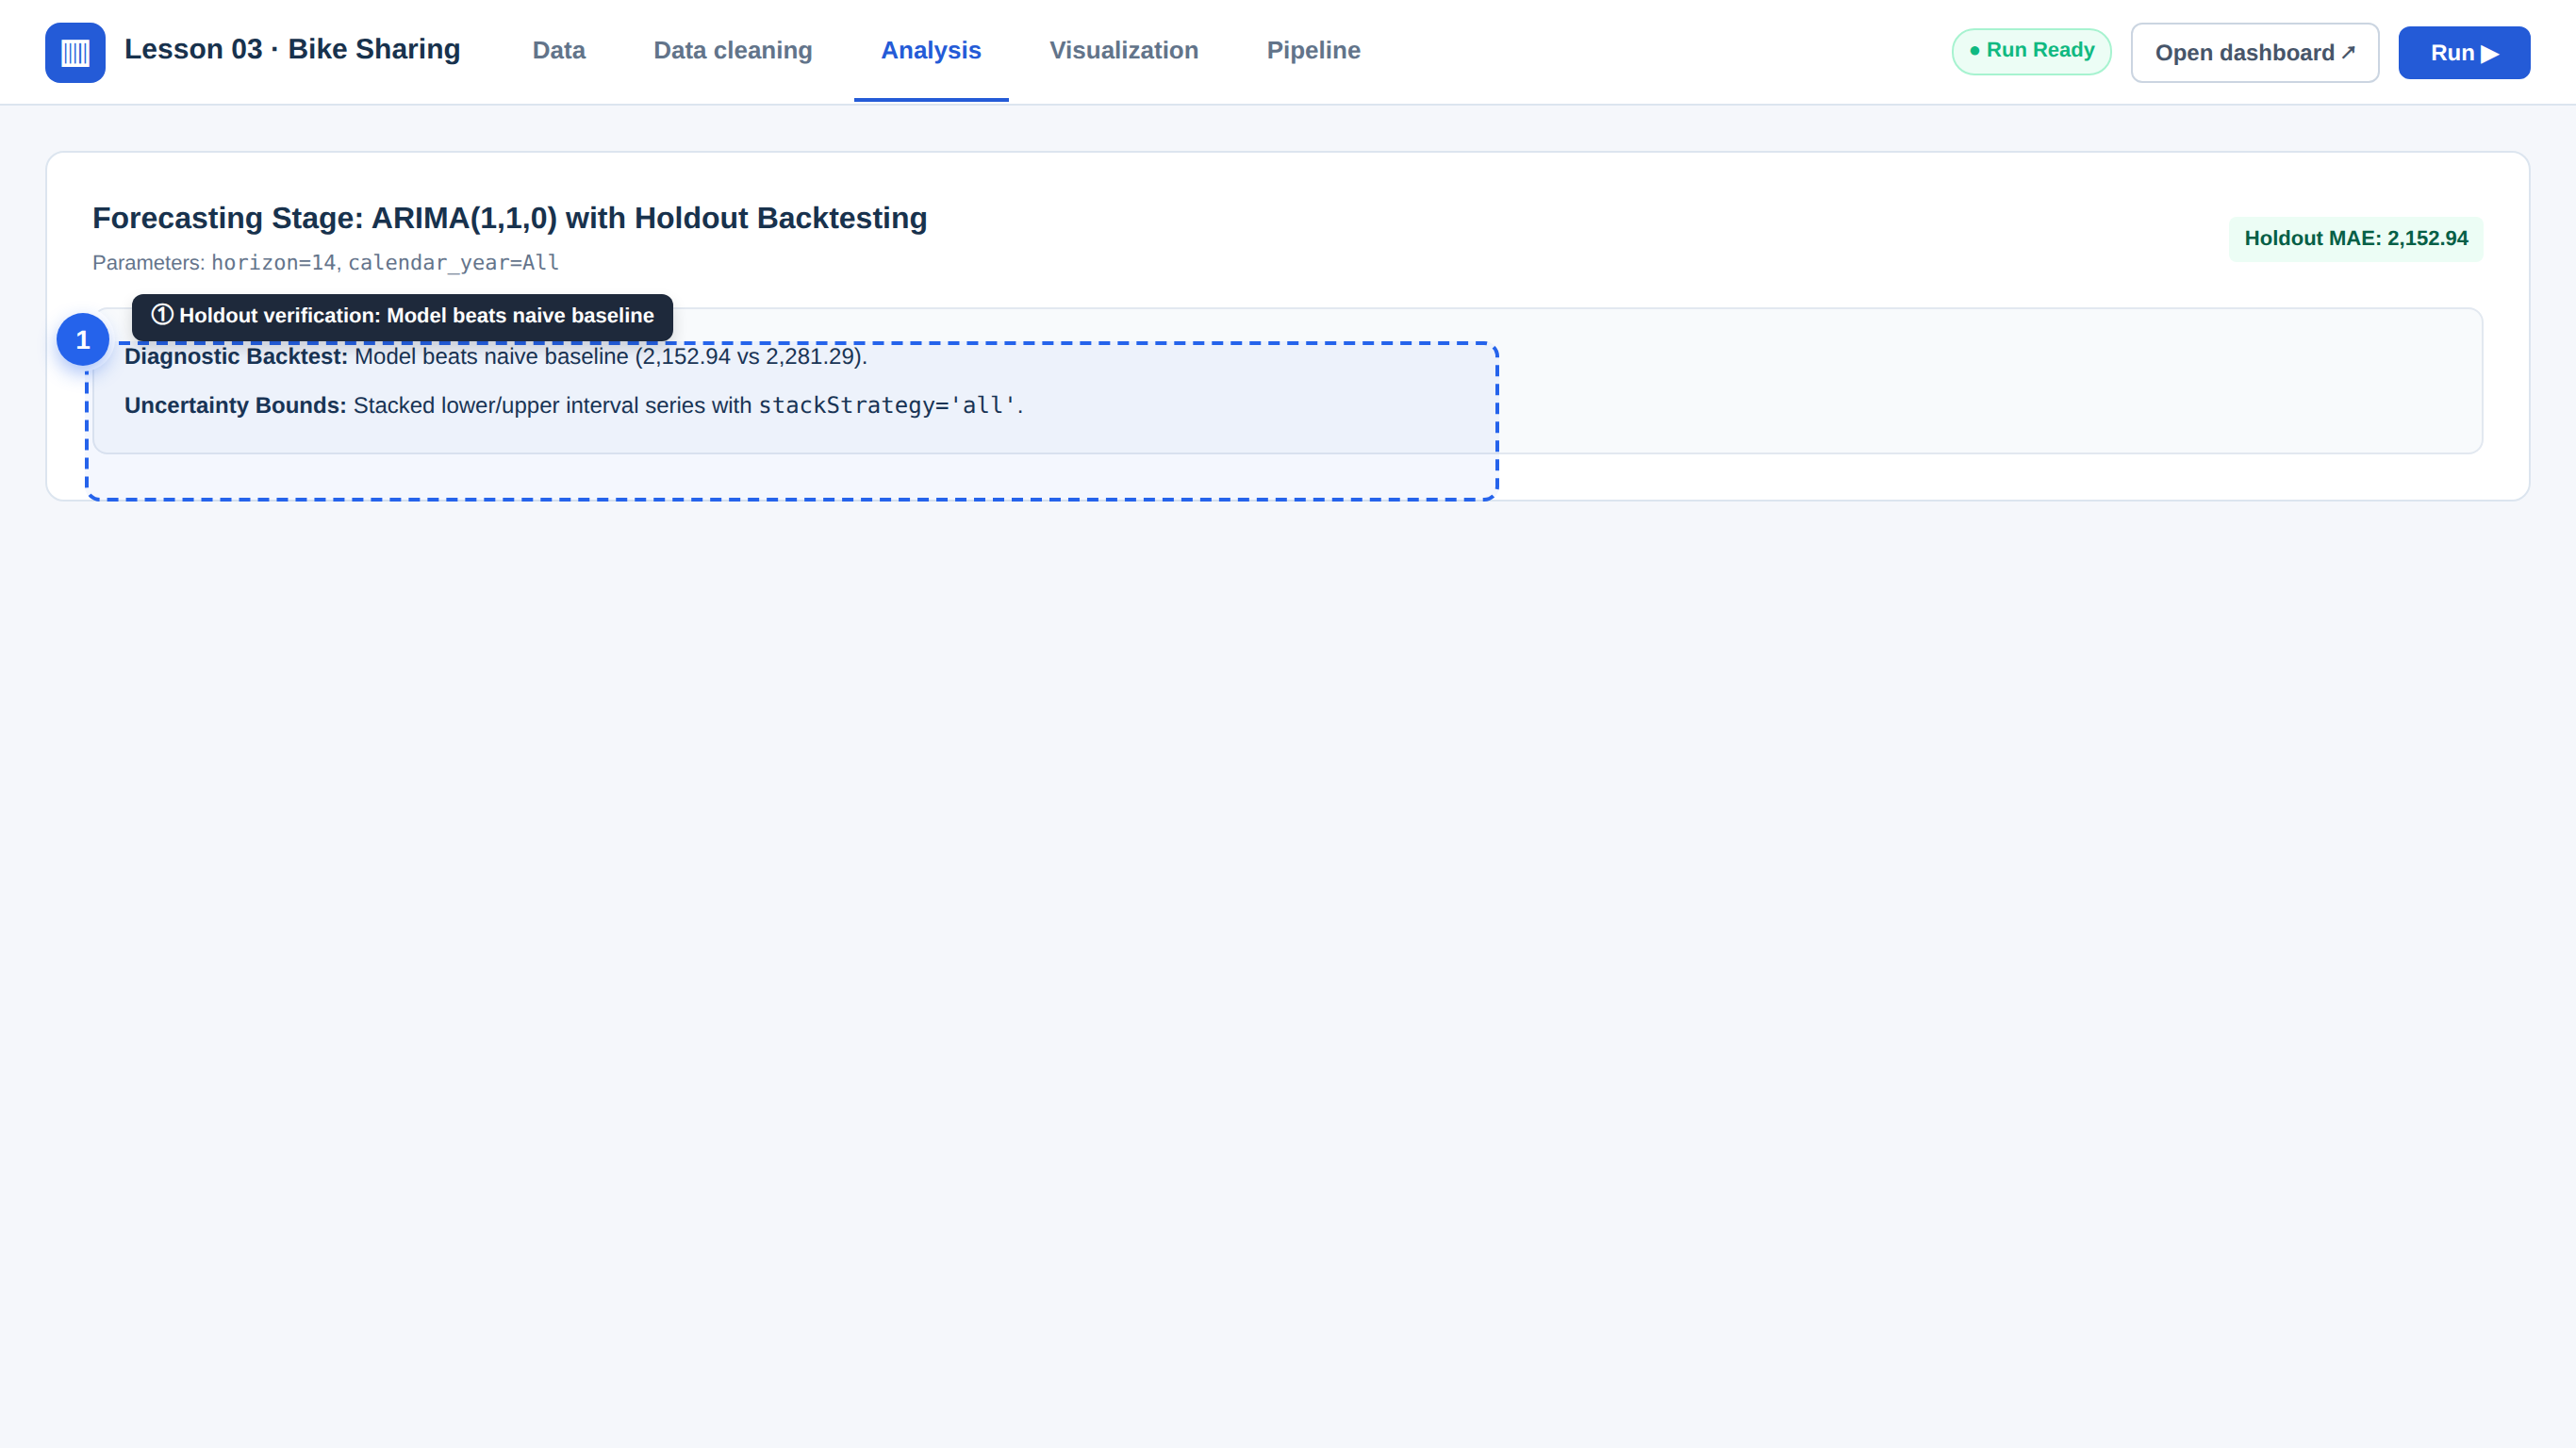 Lesson 03 · Bike Sharing
Data
Data cleaning
Analysis
Visualization
Pipeline
● Run Ready
Open dashboard ↗
Run ▶
Forecasting Stage: ARIMA(1,1,0) with Holdout Backtesting
Parameters: horizon=14, calendar_year=All
Holdout MAE: 2,152.94
1
① Holdout verification: Model beats naive baseline
Diagnostic Backtest: Model beats naive baseline (2,152.94 vs 2,281.29).
Uncertainty Bounds: Stacked lower/upper interval series with stackStrategy='all'.